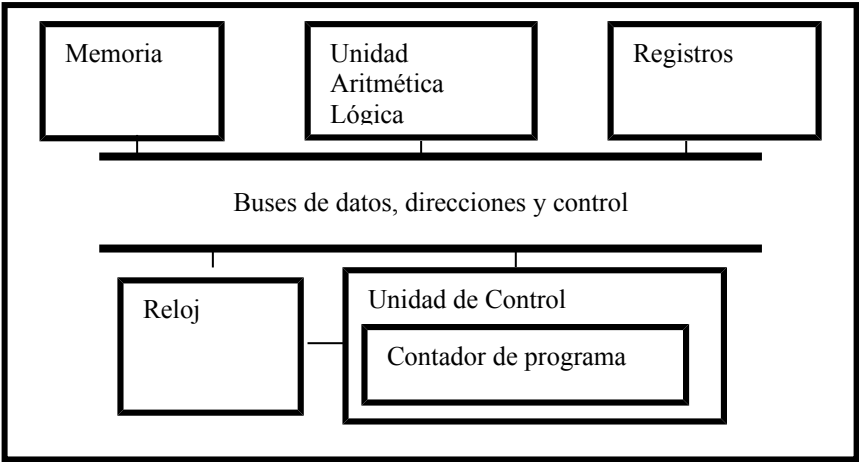 Memoria
Unidad
Aritmética
Lógica
Registros
Buses de datos, direcciones y control
Reloj
Unidad de Control
Contador de programa